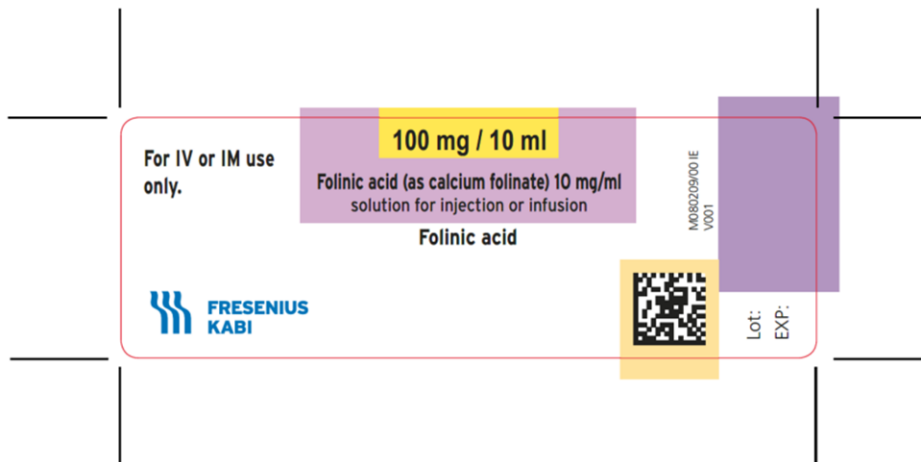 For IV or IM use
only.
100 mg / 10 ml
Folinic acid (as calcium folinate) 10 mg/ml
solution for injection or infusion
Folinic acid
FRESENIUS
KABI
M080209/00 IE
V001
Lot:
EXP: